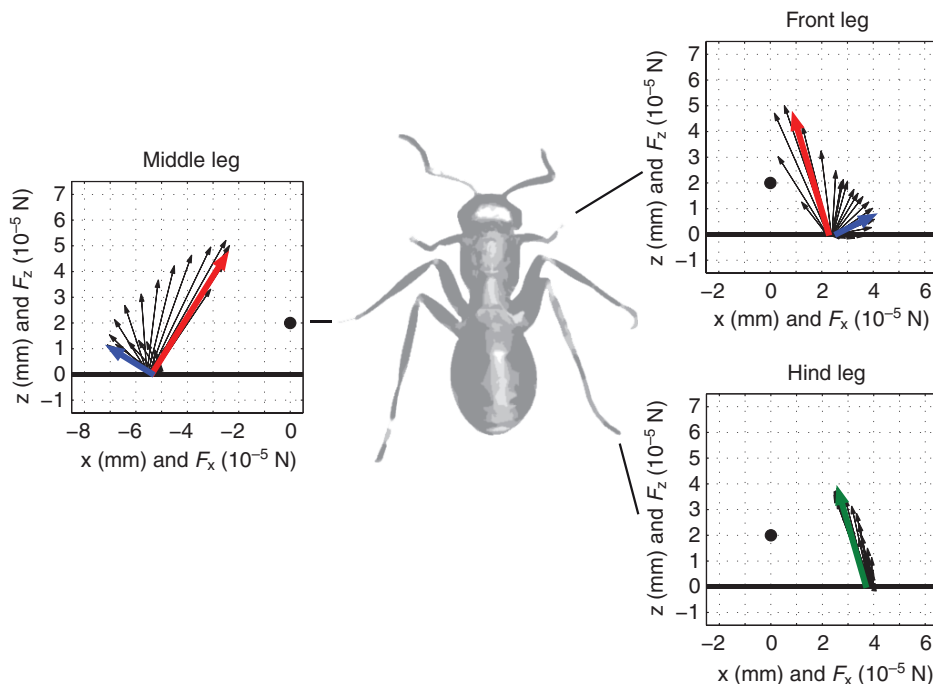 Front leg
7
6
5
4
3
2
1
0
−1
z (mm) and Fz (10−5 N)
−2 0 2 4 6
x (mm) and Fx (10−5 N)
Middle leg
7
6
5
4
3
2
1
0
−1
z (mm) and Fz (10−5 N)
−8 −6 −4 −2 0
x (mm) and Fx (10−5 N)
Hind leg
7
6
5
4
3
2
1
0
−1
z (mm) and Fz (10−5 N)
−2 0 2 4 6
x (mm) and Fx (10−5 N)